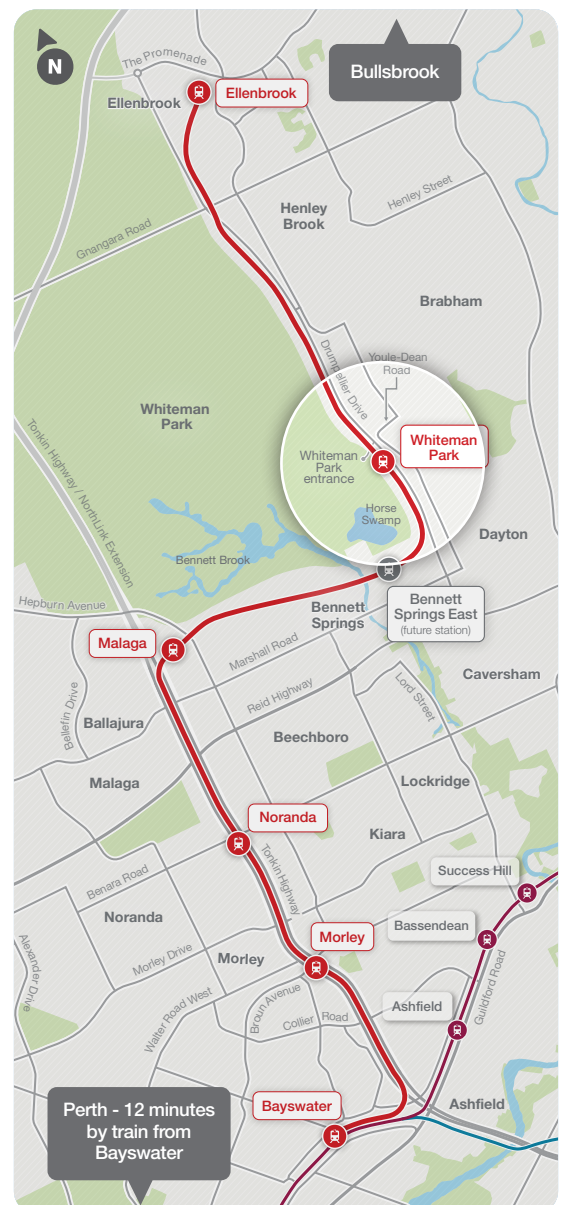 N
The Promenade
Bullsbrook
Ellenbrook
Ellenbrook
Henley Street
Henley
Brook
Gnangara Road
Brabham
Drumpellier Drive
Youle-Dean
Road
Whiteman
Park
Whiteman
Park
Whiteman
Park
entrance
Tonkin Highway / NorthLink Extension
Horse
Swamp
Dayton
Bennett Brook
Hepburn Avenue
Bennett
Springs
Bennett
Springs East
(future station)
Malaga
Marshall Road
Caversham
Bellefin Drive
Reid Highway
Lord Street
Ballajura
Beechboro
Malaga
Lockridge
Noranda
Kiara
Tonkin Highway
Benara Road
Success Hill
Noranda
Bassendean
Alexander Drive
Morley Drive
Morley
Morley
Guildford Road
Walter Road West
Broun Avenue
Collier Road
Ashfield
Bayswater
Ashfield
Perth - 12 minutes
by train from
Bayswater